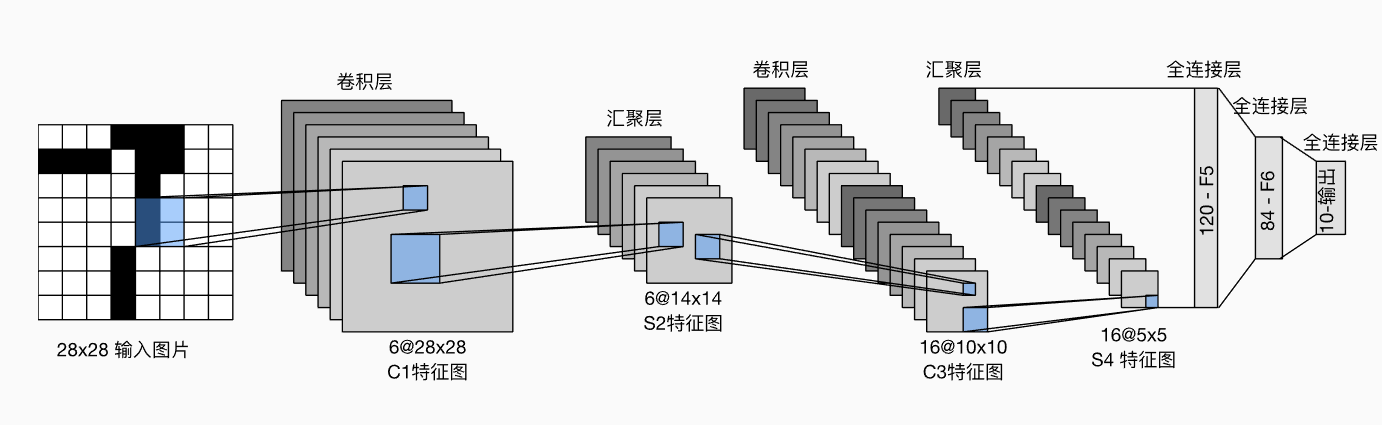 卷积层
汇聚层
卷积层
汇聚层
全连接层
全连接层
全连接层
120 - F5
84 - F6
10-输出
28x28 输入图片
6@28x28
C1特征图
6@14x14
S2特征图
16@10x10
C3特征图
16@5x5
S4 特征图